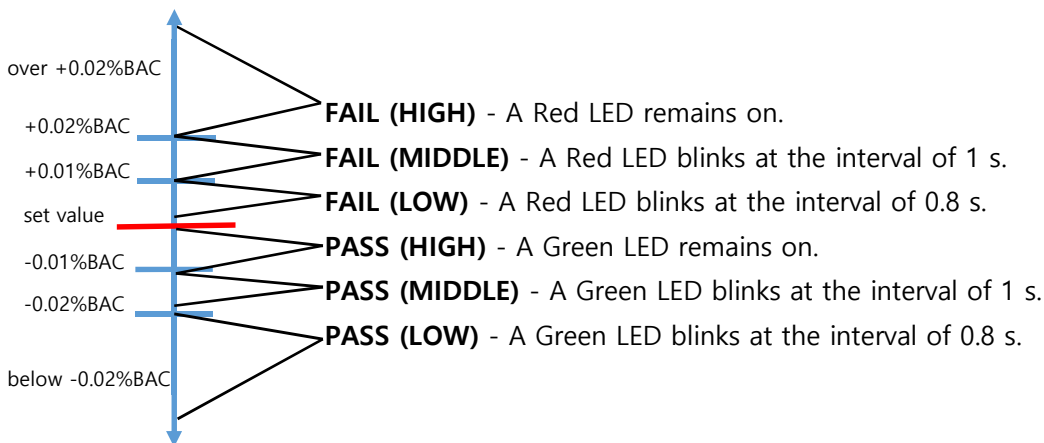 over +0.02%BAC
FAIL (HIGH) - A Red LED remains on.
+0.02%BAC
FAIL (MIDDLE) - A Red LED blinks at the interval of 1 s.
+0.01%BAC
FAIL (LOW) - A Red LED blinks at the interval of 0.8 s.
set value
PASS (HIGH) - A Green LED remains on.
-0.01%BAC
PASS (MIDDLE) - A Green LED blinks at the interval of 1 s.
-0.02%BAC
PASS (LOW) - A Green LED blinks at the interval of 0.8 s.
below -0.02%BAC